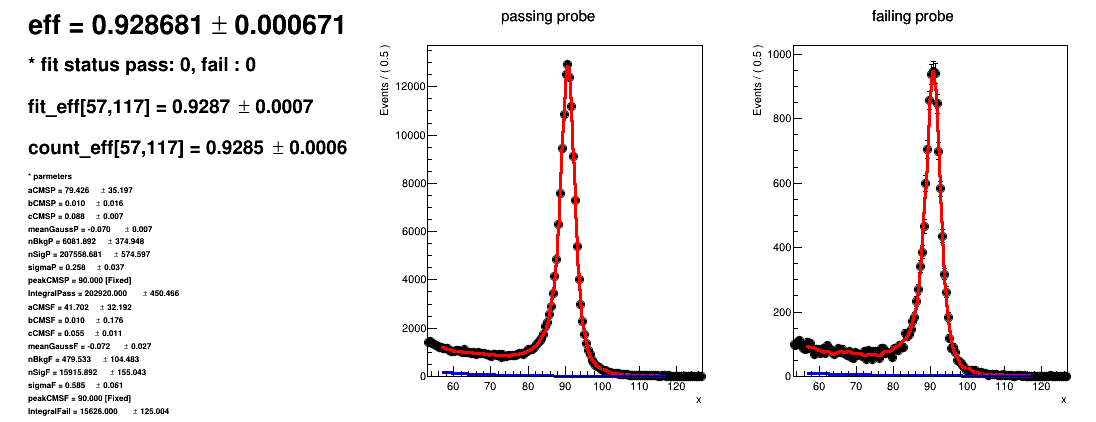 eff = 0.928681 ± 0.000671
* fit status pass: 0, fail : 0
fit_eff[57,117] = 0.9287 ± 0.0007
count_eff[57,117] = 0.9285 ± 0.0006
* parmeters
aCMSP = 79.426 ± 35.197
bCMSP = 0.010 ± 0.016
cCMSP = 0.088 ± 0.007
meanGaussP = -0.070 ± 0.007
nBkgP = 6081.892 ± 374.948
nSigP = 207558.681 ± 574.597
sigmaP = 0.258 ± 0.037
peakCMSP = 90.000 [Fixed]
IntegralPass = 202920.000 ± 450.466
aCMSF = 41.702 ± 32.192
bCMSF = 0.010 ± 0.176
cCMSF = 0.055 ± 0.011
meanGaussF = -0.072 ± 0.027
nBkgF = 479.533 ± 104.483
nSigF = 15915.892 ± 155.043
sigmaF = 0.585 ± 0.061
peakCMSF = 90.000 [Fixed]
IntegralFail = 15626.000 ± 125.004
passing probe
Events / ( 0.5 )
12000
10000
8000
6000
4000
2000
0
60 70 80 90 100 110 120
x
failing probe
Events / ( 0.5 )
1000
800
600
400
200
0
60 70 80 90 100 110 120
x